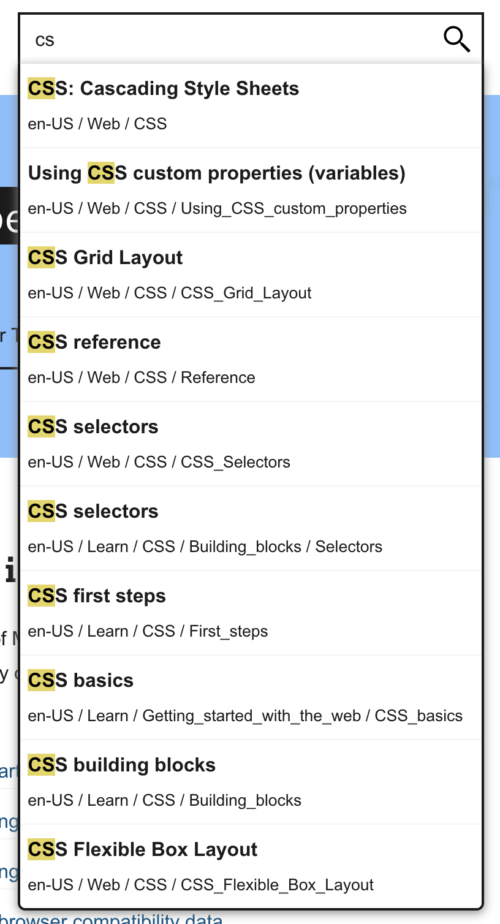 cs
CSS: Cascading Style Sheets
en-US / Web / CSS
Using CSS custom properties (variables)
en-US / Web / CSS / Using_CSS_custom_properties
CSS Grid Layout
en-US / Web / CSS / CSS_Grid_Layout
CSS reference
en-US / Web / CSS / Reference
CSS selectors
en-US / Web / CSS / CSS_Selectors
CSS selectors
en-US / Learn / CSS / Building_blocks / Selectors
CSS first steps
en-US / Learn / CSS / First_steps
CSS basics
en-US / Learn / Getting_started_with_the_web / CSS_basics
CSS building blocks
en-US / Learn / CSS / Building_blocks
CSS Flexible Box Layout
en-US / Web / CSS / CSS_Flexible_Box_Layout
browser compatibility data